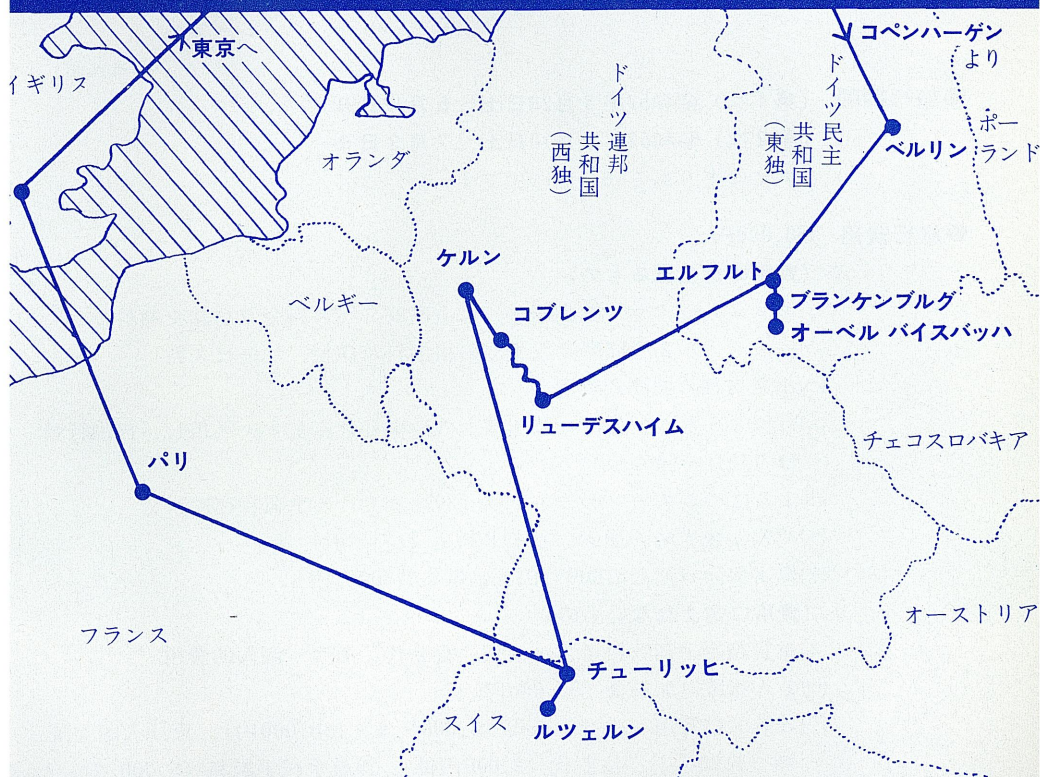 東京へ
イギリス
オランダ
ドイツ連邦
共和国
（西独）
ドイツ民主
共和国
（東独）
コペンハーゲン
より
ポー
ランド
ベルリン
ケルン
コブレンツ
ベルギー
エルフルト
ブランケンブルグ
オーベル バイスバッハ
リューデスハイム
チェコスロバキア
パリ
フランス
オーストリア
チューリッヒ
スイス
ルツェルン